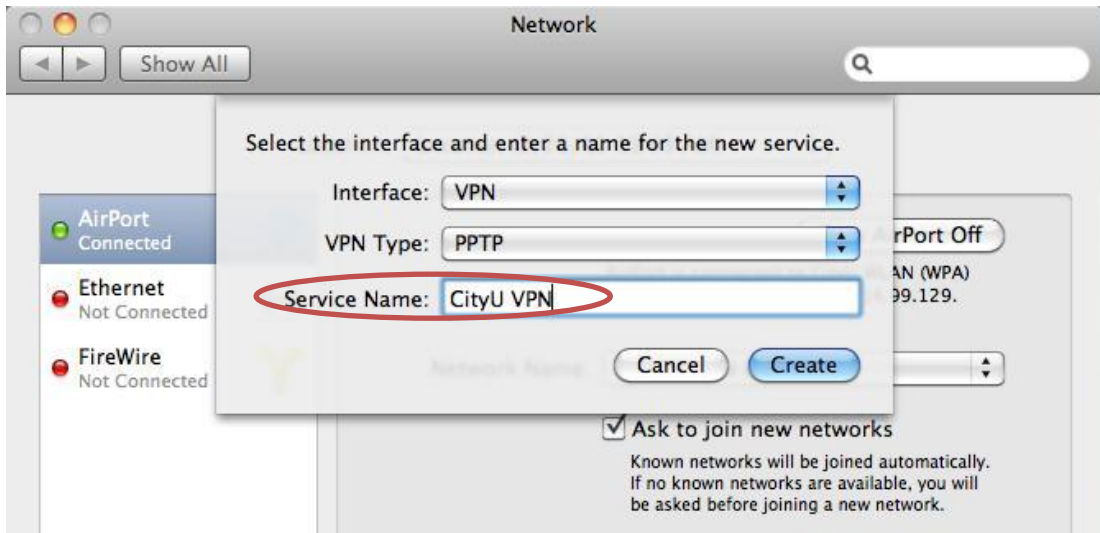 Network
Show All
Select the interface and enter a name for the new service.
Interface: VPN
VPN Type: PPTP
Service Name: CityU VPN
Cancel Create
AirPort
Connected
Ethernet
Not Connected
FireWire
Not Connected
rPort Off
AN (WPA)
99.129.
Network Name:
Ask to join new networks
Known networks will be joined automatically.
If no known networks are available, you will
be asked before joining a new network.